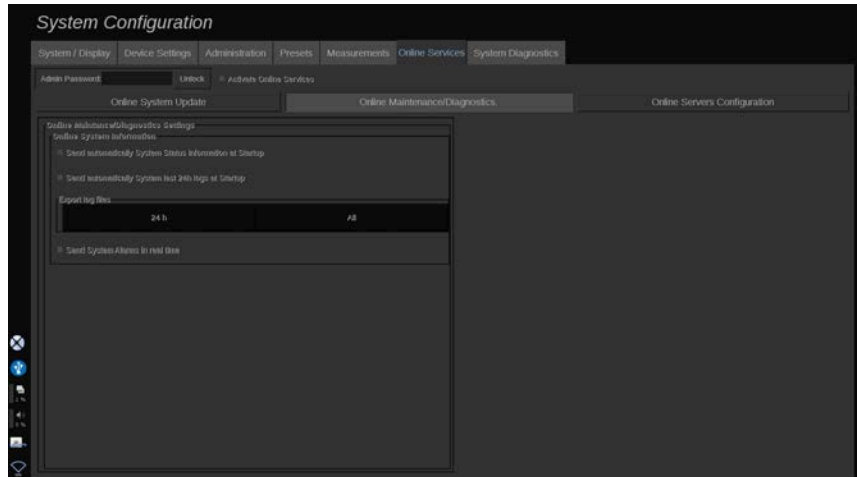 System Configuration
System / Display Device Settings Administration Presets Measurements Online Services System Diagnostics
Admin Password: Unlock Activate Online Services
Online System Update Online Maintenance/Diagnostics Online Servers Configuration
Online Maintenance/Diagnostics Settings
Online System Information
Send automatically System Status Information at Startup
Send automatically System last 24h logs at Startup
Export log files
24 h All
Send System Alarms in real time